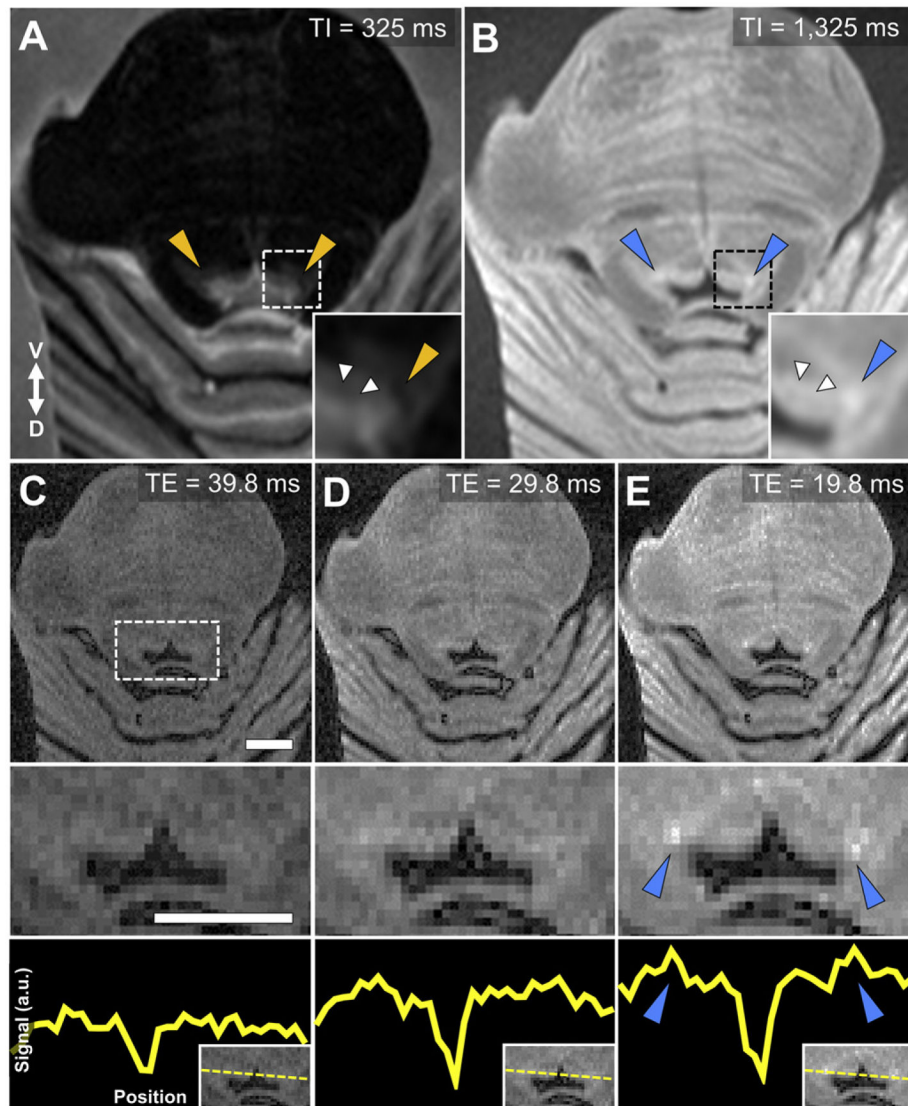 A
TI = 325 ms
B
TI = 1,325 ms
V
D
C
TE = 39.8 ms
D
TE = 29.8 ms
E
TE = 19.8 ms
Signal (a.u.)
Position